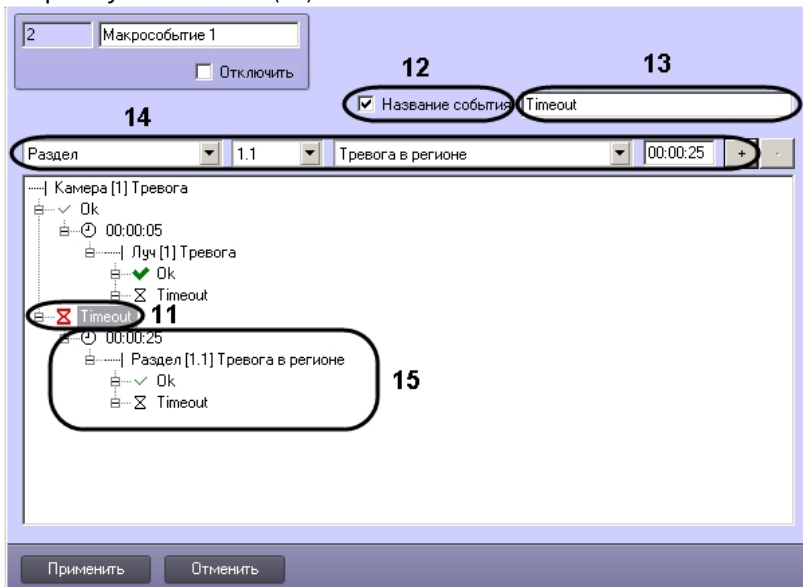 2 Макрособытие 1
Отключить
12
13
Название события Timeout
14
Раздел 1.1 Тревога в регионе 00:00:25 + -
Камера [1] Тревога
Ok
00:00:05
Луч [1] Тревога
Ok
Timeout
Timeout 11
00:00:25
Раздел [1.1] Тревога в регионе
Ok
15
Timeout
Применить Отменить